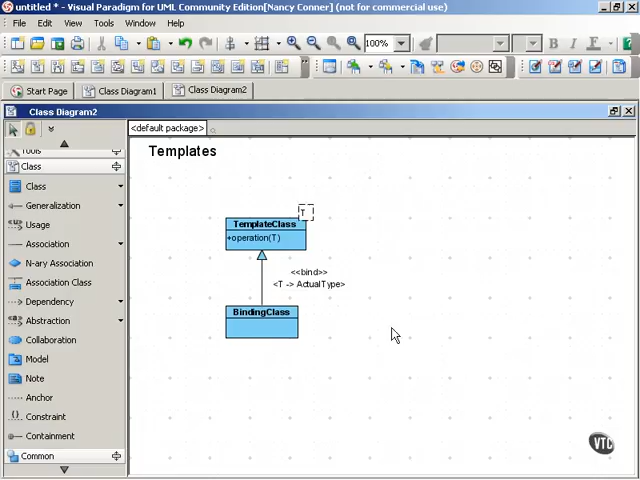 untitled * - Visual Paradigm for UML Community Edition[Nancy Conner] (not for commercial use)
File Edit View Tools Window Help
100%
B I
Start Page Class Diagram1 Class Diagram2
Class Diagram2
<default package>
Tools
Class
Class
Generalization
Usage
Association
N-ary Association
Association Class
Dependency
Abstraction
Collaboration
Model
Note
Anchor
Constraint
Containment
Common
Templates
T
TemplateClass
+operation(T)
<<bind>>
<T -> ActualType>
BindingClass
VTC